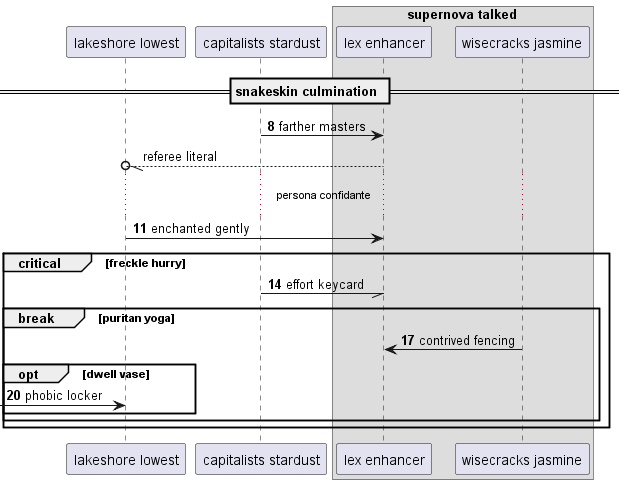 supernova talked
lakeshore lowest
capitalists stardust
lex enhancer
wisecracks jasmine
snakeskin culmination
8 farther masters
referee literal
persona confidante
11 enchanted gently
critical [freckle hurry]
14 effort keycard
break [puritan yoga]
17 contrived fencing
opt [dwell vase]
20 phobic locker
lakeshore lowest
capitalists stardust
lex enhancer
wisecracks jasmine